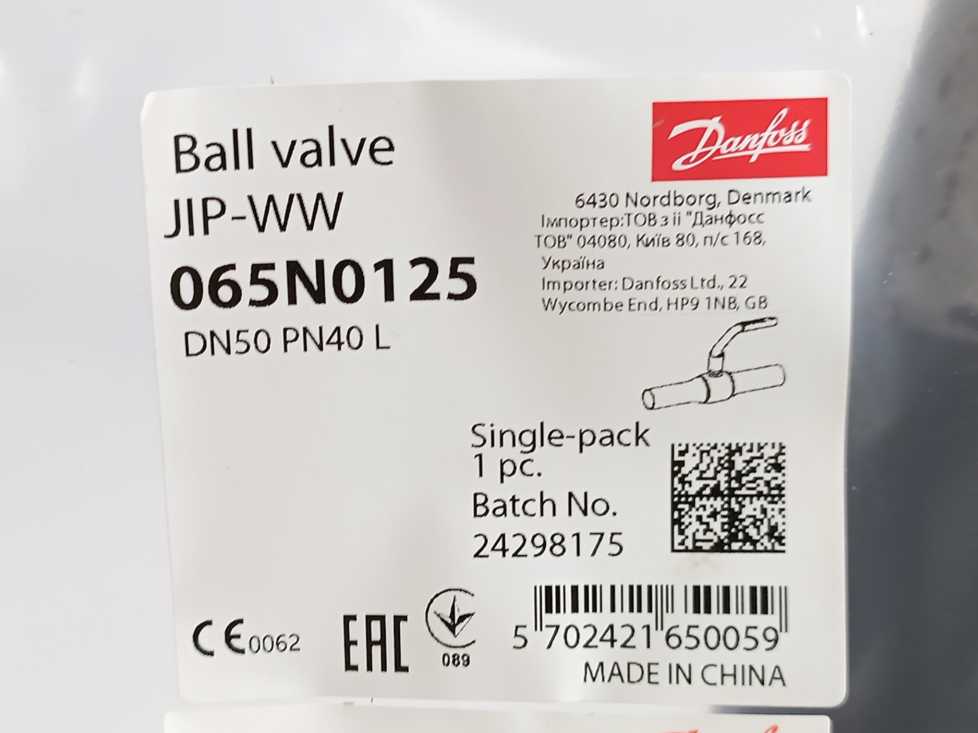 Ball valve
JIP-WW
065N0125
DN50 PN40 L
Danfoss
6430 Nordborg, Denmark
Імпортер:ТОВ з іі "Данфосс
ТОВ" 04080, Київ 80, п/с 168,
Україна
Importer: Danfoss Ltd., 22
Wycombe End, HP9 1NB, GB
Single-pack
1 pc.
Batch No.
24298175
CE0062
EAC
089
5 702421 650059
MADE IN CHINA
Danfoss